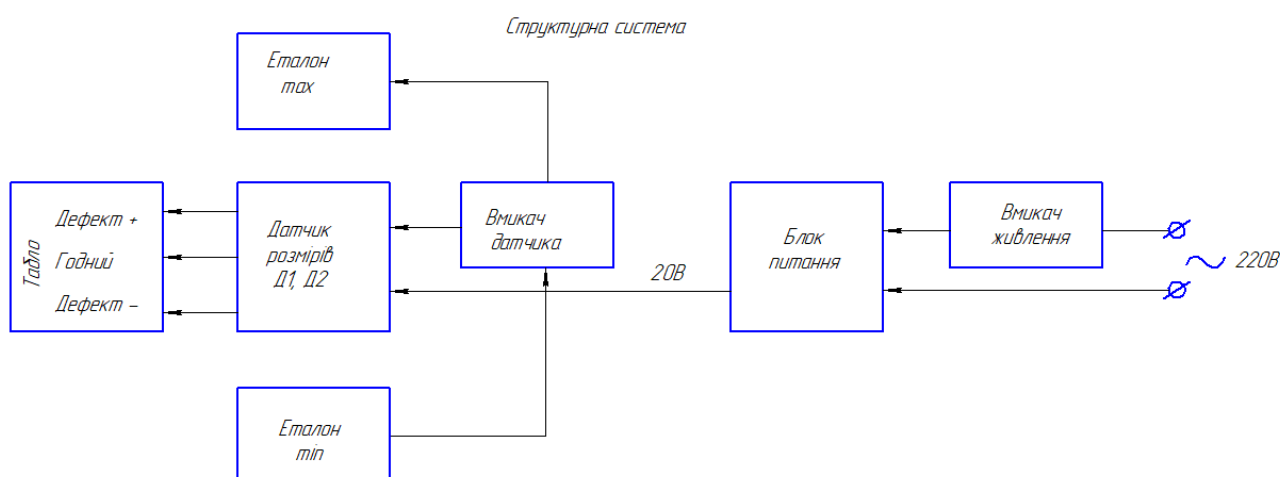 Структурна система
Еталон
max
Табло
Дефект +
Годний
Дефект –
Датчик
розмірів
Д1, Д2
Вмикач
датчика
20В
Блок
питання
Вмикач
живлення
220В
Еталон
min